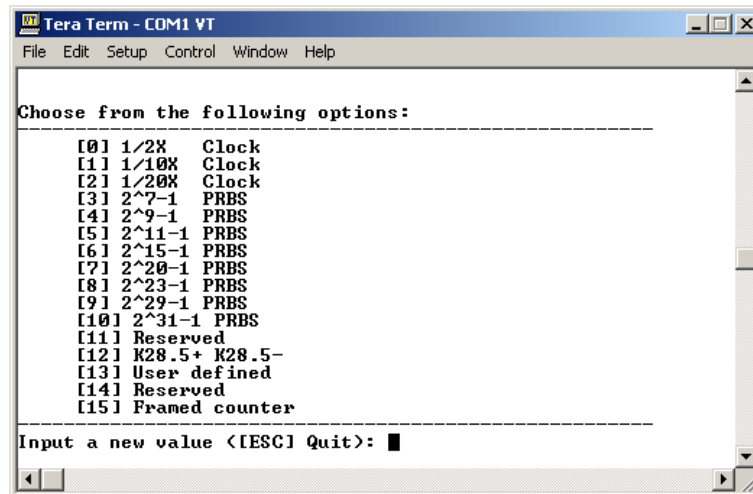 Tera Term - COM1 VT
File Edit Setup Control Window Help
Choose from the following options:
[0] 1/2X Clock
[1] 1/10X Clock
[2] 1/20X Clock
[3] 2^7-1 PRBS
[4] 2^9-1 PRBS
[5] 2^11-1 PRBS
[6] 2^15-1 PRBS
[7] 2^20-1 PRBS
[8] 2^23-1 PRBS
[9] 2^29-1 PRBS
[10] 2^31-1 PRBS
[11] Reserved
[12] K28.5+ K28.5-
[13] User defined
[14] Reserved
[15] Framed counter
Input a new value ([ESC] Quit):